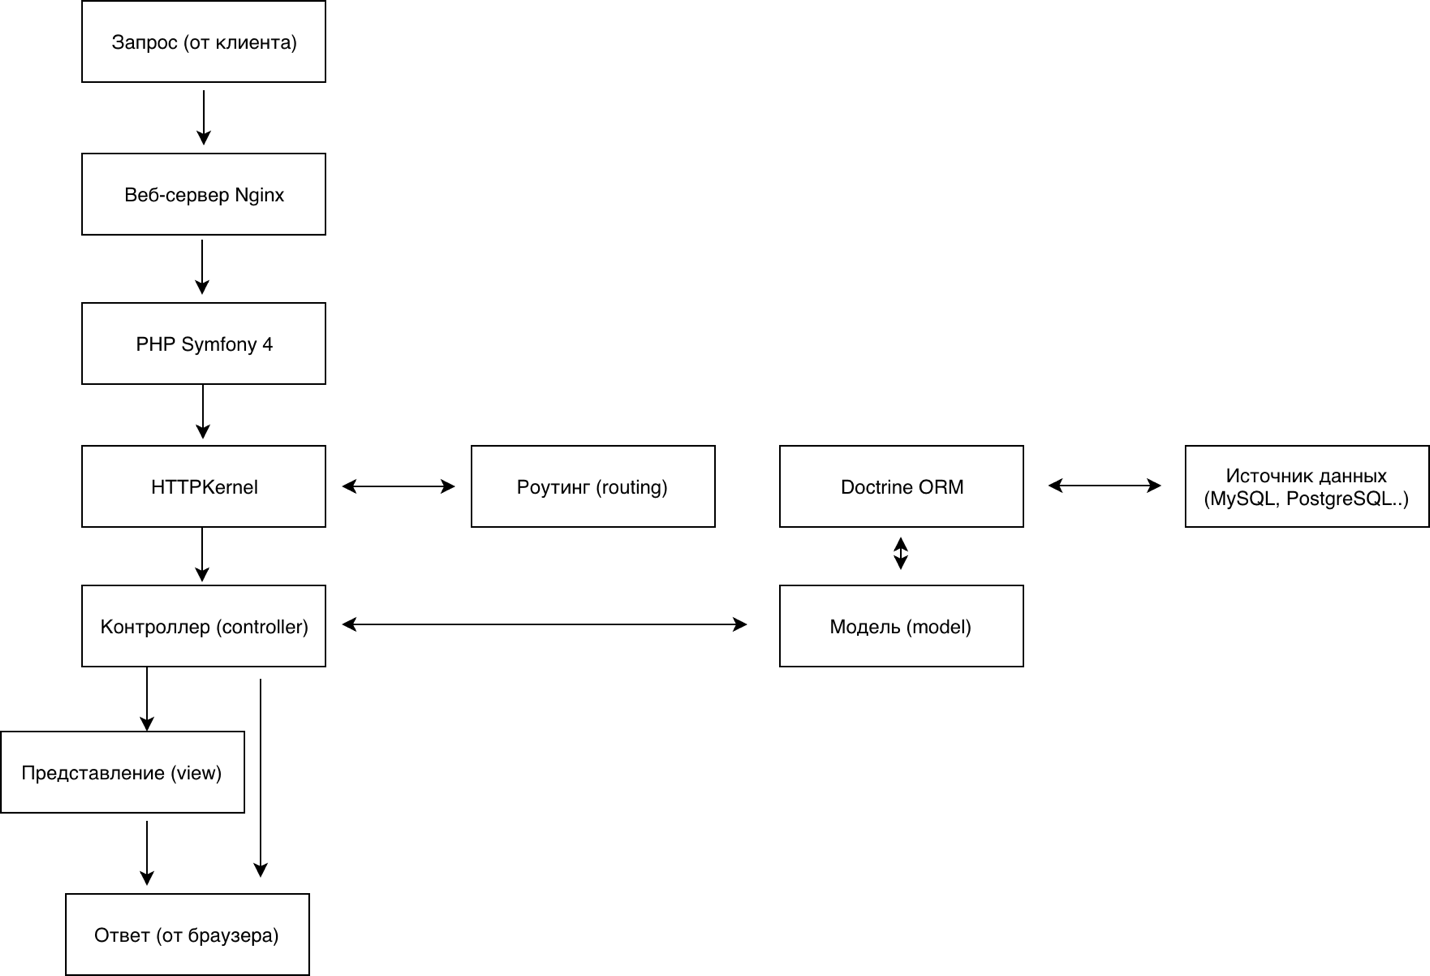 Запрос (от клиента)
Веб-сервер Nginx
PHP Symfony 4
HTTPKernel
Роутинг (routing)
Doctrine ORM
Источник данных
(MySQL, PostgreSQL..)
Контроллер (controller)
Модель (model)
Представление (view)
Ответ (от браузера)